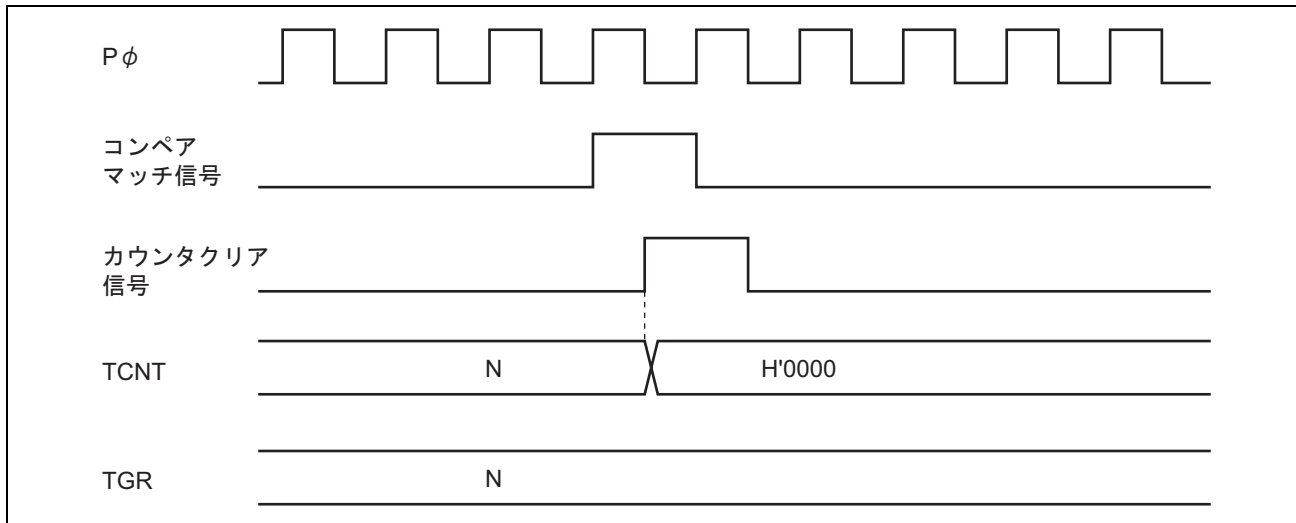 Pφ
コンペア
マッチ信号
カウンタクリア
信号
TCNT
N
H'0000
TGR
N